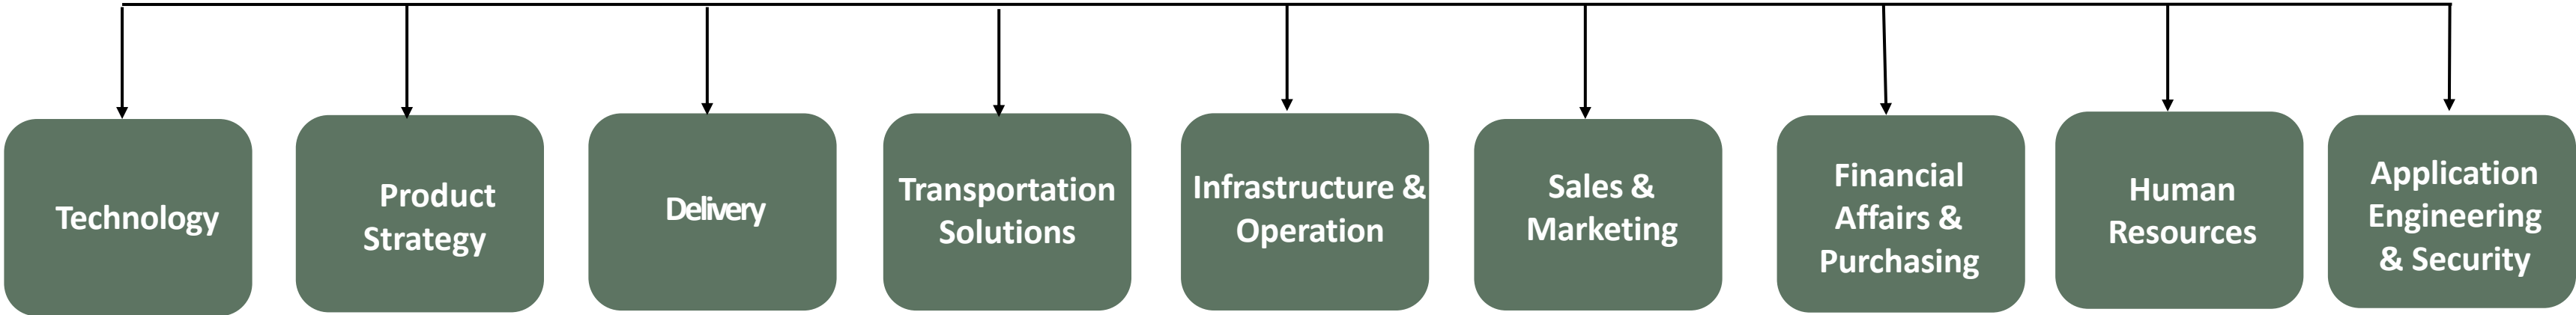 Technology
Product
Strategy
Delivery
Transportation
Solutions
Infrastructure &
Operation
Sales &
Marketing
Financial
Affairs &
Purchasing
Human
Resources
Application
Engineering
& Security